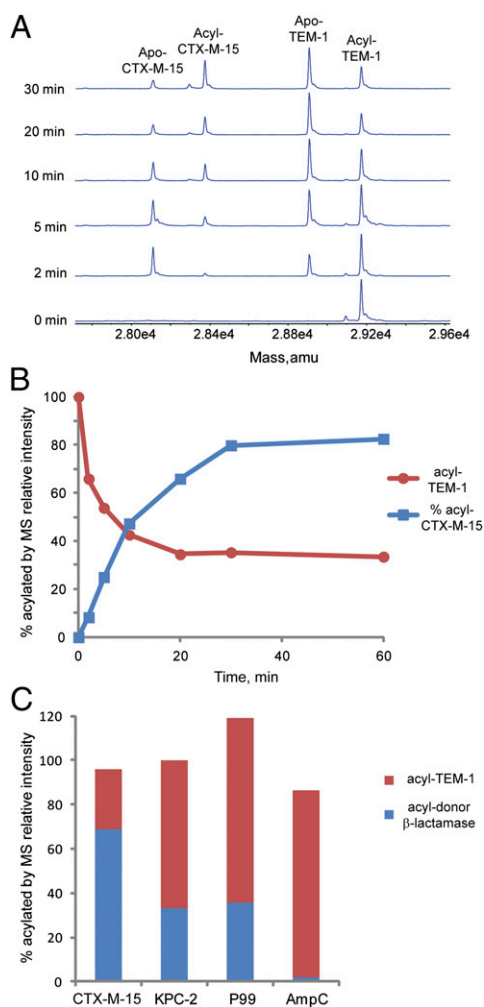 A
Apo-
CTX-M-15
Acyl-
CTX-M-15
Apo-
TEM-1
Acyl-
TEM-1
30 min
20 min
10 min
5 min
2 min
0 min
2.80e4 2.84e4 2.88e4 2.92e4 2.96e4
Mass,amu
B
% acylated by MS relative intensity
100
80
60
40
20
0
0 20 40 60
Time, min
acyl-
TEM-1
% acyl-
CTX-M-15
C
% acylated by MS relative intensity
120
100
80
60
40
20
0
CTX-M-15 KPC-2 P99 AmpC
acyl-TEM-1
acyl-donor
β-lactamase